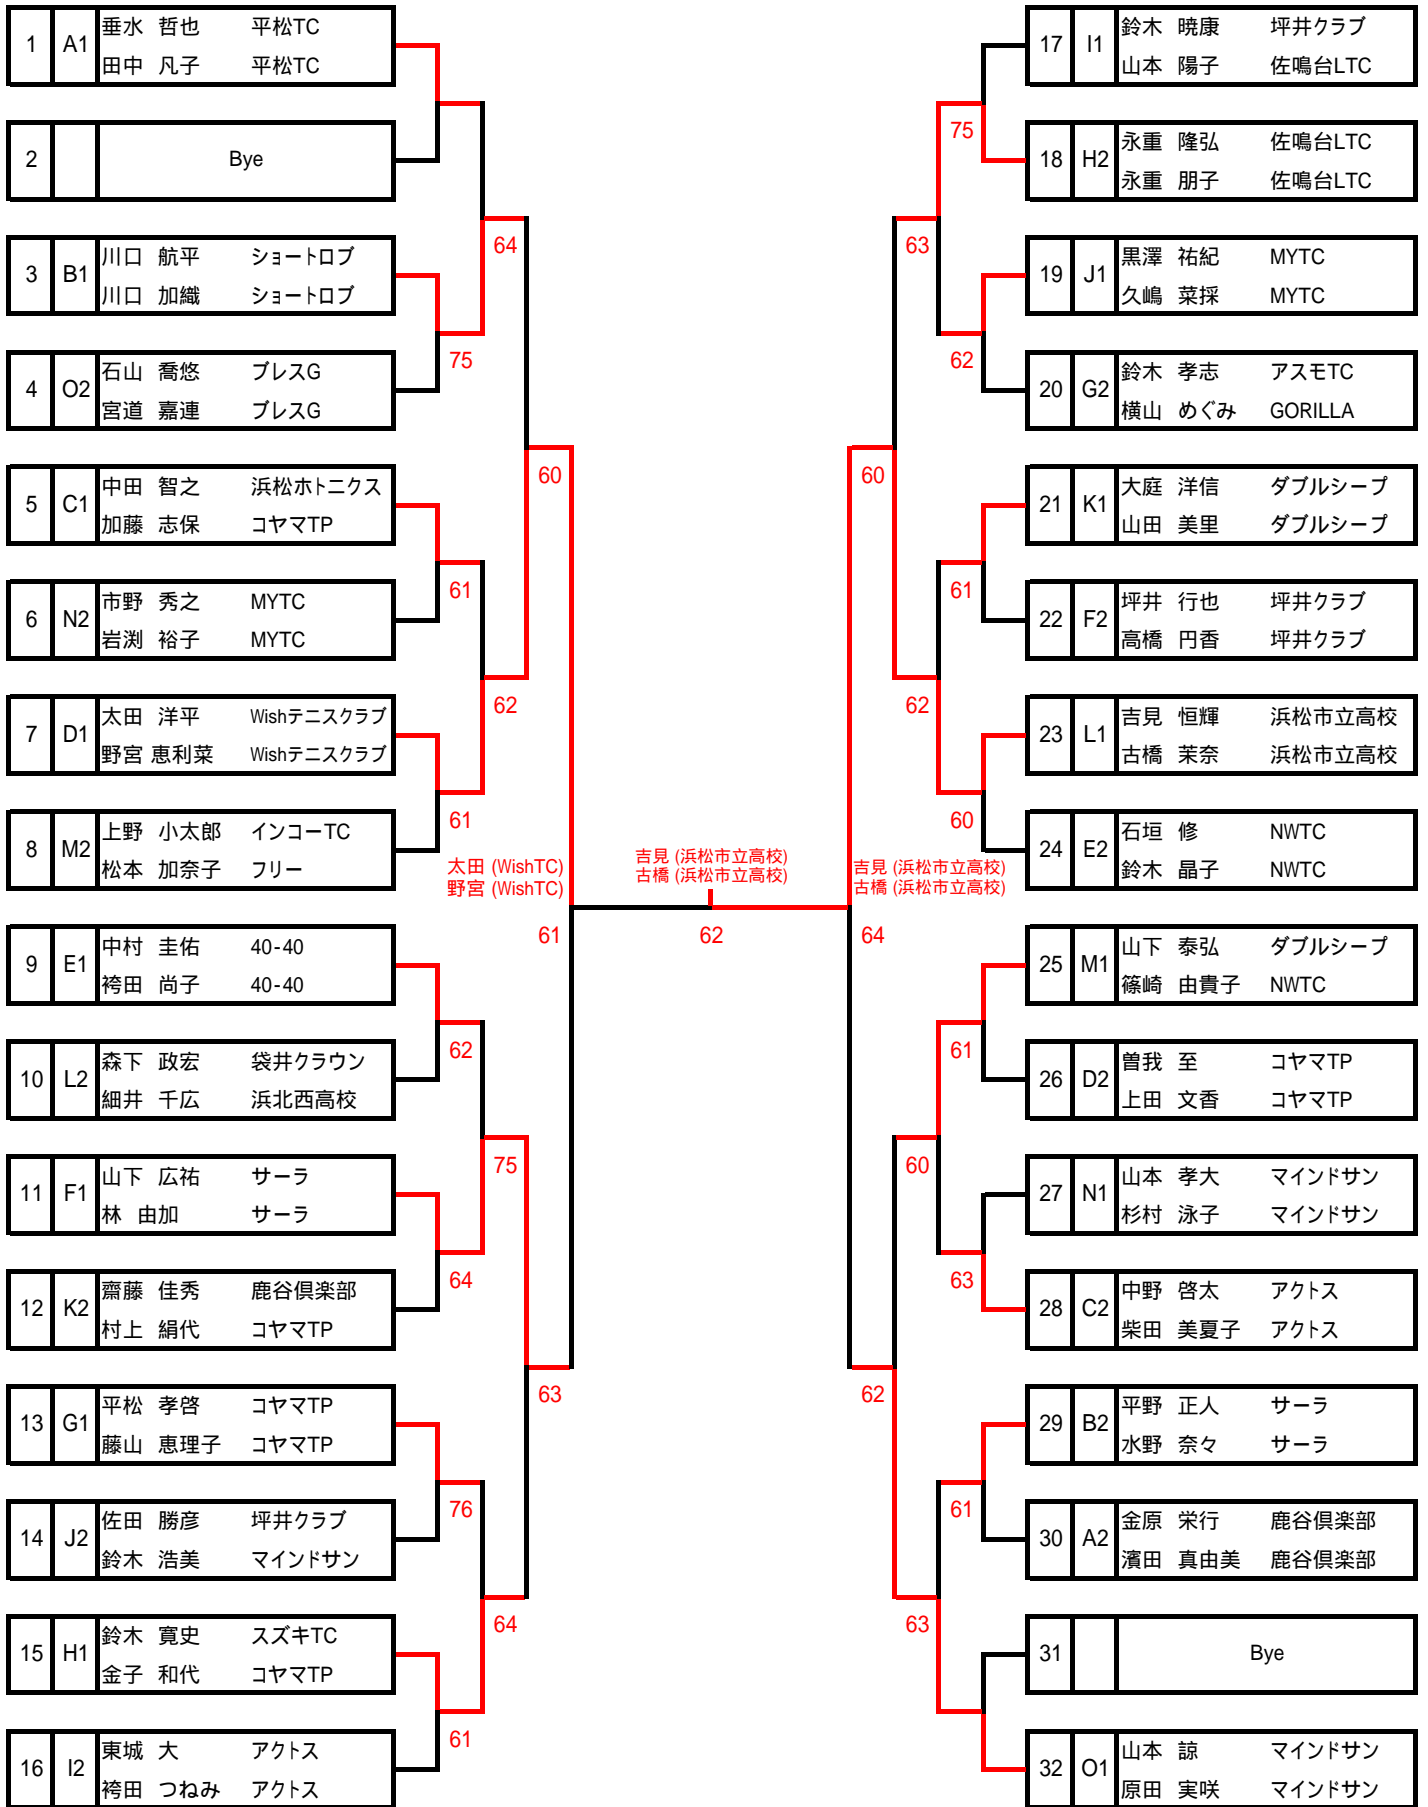 1 A1 垂水 哲也 平松TC
田中 凡子 平松TC
2 Bye
64
3 B1 川口 航平 ショートロブ
川口 加織 ショートロブ
75
4 O2 石山 喬悠 ブレスG
宮道 嘉連 ブレスG
60
5 C1 中田 智之 浜松ホトニクス
加藤 志保 コヤマTP
61
6 N2 市野 秀之 MYTC
岩渕 裕子 MYTC
62
7 D1 太田 洋平 Wishテニスクラブ
野宮 恵利菜 Wishテニスクラブ
61
8 M2 上野 小太郎 インコーTC
松本 加奈子 フリー
太田 (WishTC)
野宮 (WishTC)
61
9 E1 中村 圭佑 40-40
袴田 尚子 40-40
62
10 L2 森下 政宏 袋井クラウン
細井 千広 浜北西高校
75
11 F1 山下 広祐 サーラ
林 由加 サーラ
64
12 K2 齋藤 佳秀 鹿谷倶楽部
村上 絹代 コヤマTP
63
13 G1 平松 孝啓 コヤマTP
藤山 恵理子 コヤマTP
76
14 J2 佐田 勝彦 坪井クラブ
鈴木 浩美 マインドサン
64
15 H1 鈴木 寛史 スズキTC
金子 和代 コヤマTP
61
16 I2 東城 大 アクトス
袴田 つねみ アクトス
吉見 (浜松市立高校)
古橋 (浜松市立高校)
62
17 I1 鈴木 暁康 坪井クラブ
山本 陽子 佐鳴台LTC
75
18 H2 永重 隆弘 佐鳴台LTC
永重 朋子 佐鳴台LTC
63
19 J1 黒澤 祐紀 MYTC
久嶋 菜採 MYTC
62
20 G2 鈴木 孝志 アスモTC
横山 めぐみ GORILLA
60
21 K1 大庭 洋信 ダブルシープ
山田 美里 ダブルシープ
61
22 F2 坪井 行也 坪井クラブ
高橋 円香 坪井クラブ
62
23 L1 吉見 恒輝 浜松市立高校
古橋 茉奈 浜松市立高校
60
24 E2 石垣 修 NWTC
鈴木 晶子 NWTC
吉見 (浜松市立高校)
古橋 (浜松市立高校)
64
25 M1 山下 泰弘 ダブルシープ
篠崎 由貴子 NWTC
61
26 D2 曽我 至 コヤマTP
上田 文香 コヤマTP
60
27 N1 山本 孝大 マインドサン
杉村 泳子 マインドサン
63
28 C2 中野 啓太 アクトス
柴田 美夏子 アクトス
62
29 B2 平野 正人 サーラ
水野 奈々 サーラ
61
30 A2 金原 栄行 鹿谷倶楽部
濱田 真由美 鹿谷倶楽部
63
31 Bye
32 O1 山本 諒 マインドサン
原田 実咲 マインドサン